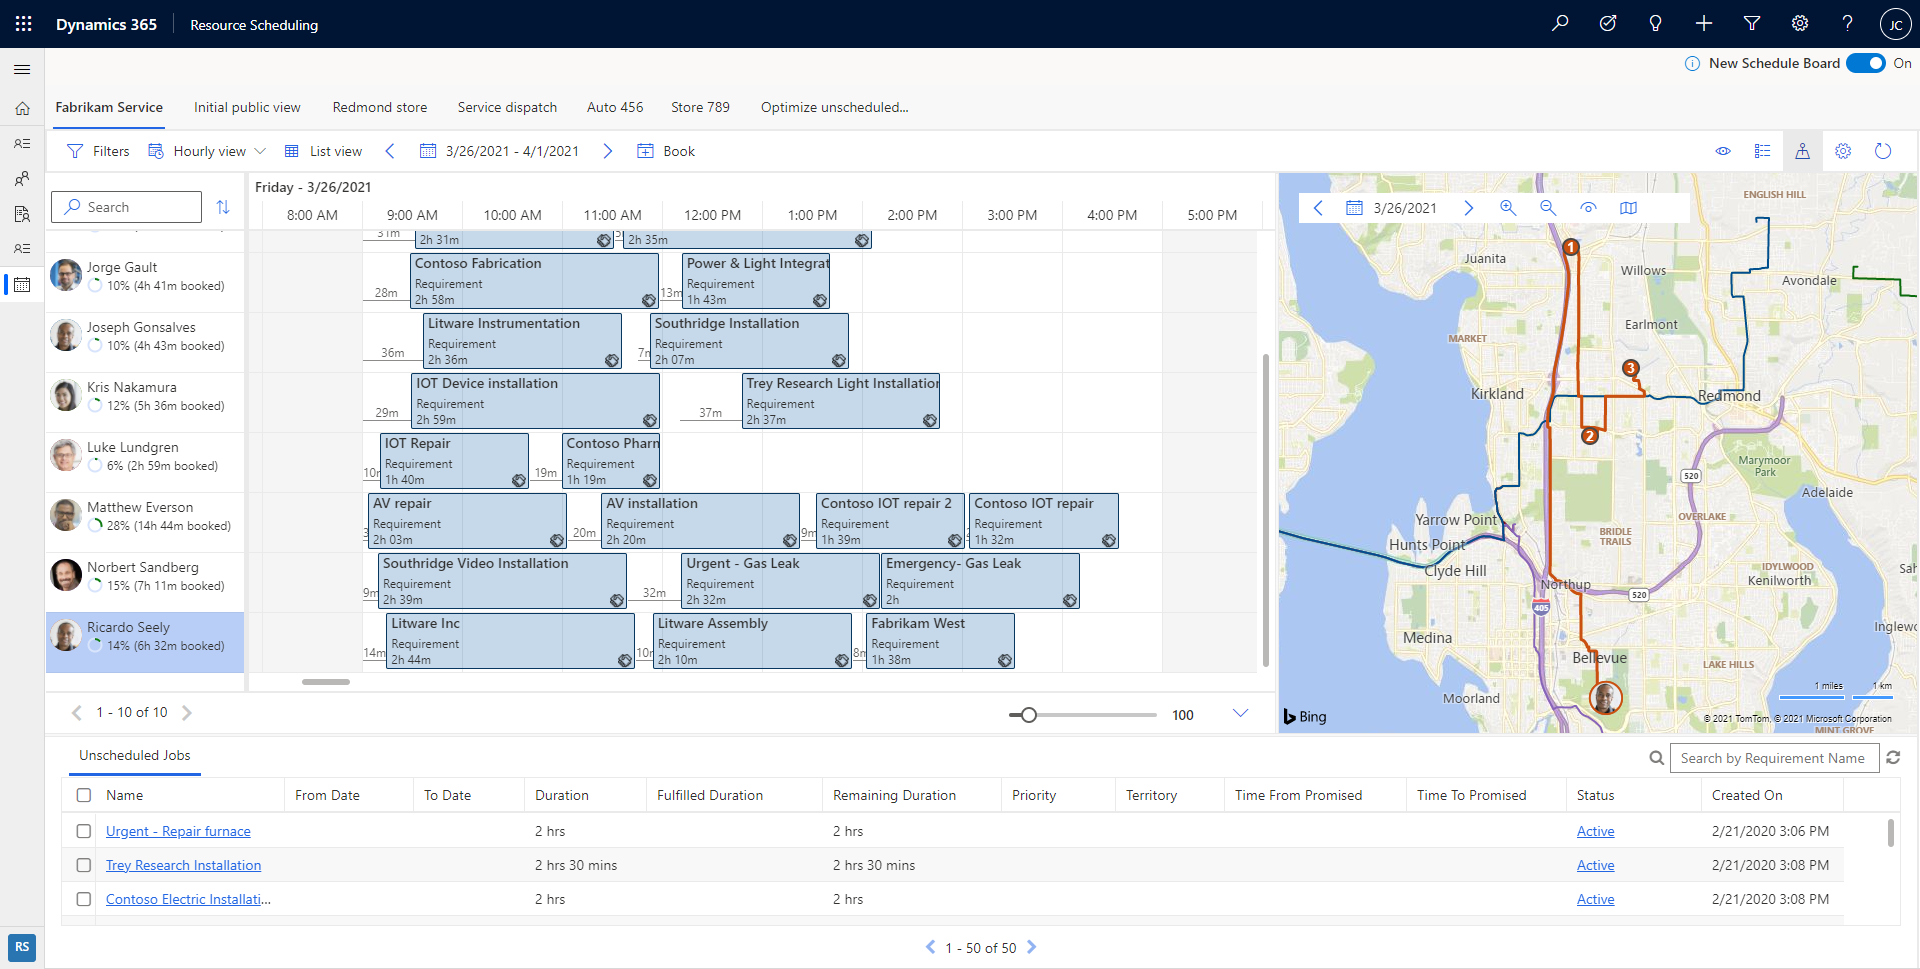 Dynamics 365
Resource Scheduling
JC
New Schedule Board
On
Fabrikam Service
Initial public view
Redmond store
Service dispatch
Auto 456
Store 789
Optimize unscheduled...
Filters
Hourly view
List view
3/26/2021 - 4/1/2021
Book
Search
Friday - 3/26/2021
8:00 AM
9:00 AM
10:00 AM
11:00 AM
12:00 PM
1:00 PM
2:00 PM
3:00 PM
4:00 PM
5:00 PM
31m
2h 31m
2h 35m
Jorge Gault
10% (4h 41m booked)
28m
Contoso Fabrication
Requirement
2h 58m
13m
Power & Light Integrat
Requirement
1h 43m
Joseph Gonsalves
10% (4h 43m booked)
36m
Litware Instrumentation
Requirement
2h 36m
Southridge Installation
Requirement
2h 07m
Kris Nakamura
12% (5h 36m booked)
29m
IOT Device installation
Requirement
2h 59m
37m
Trey Research Light Installation
Requirement
2h 37m
Luke Lundgren
6% (2h 59m booked)
IOT Repair
Requirement
1h 40m
19m
Contoso Pharm
Requirement
1h 19m
Matthew Everson
28% (14h 44m booked)
AV repair
Requirement
2h 03m
20m
AV installation
Requirement
2h 20m
9m
Contoso IOT repair 2
Requirement
1h 39m
Contoso IOT repair
Requirement
1h 32m
Norbert Sandberg
15% (7h 11m booked)
9m
Southridge Video Installation
Requirement
2h 39m
32m
Urgent - Gas Leak
Requirement
2h 32m
Emergency- Gas Leak
Requirement
2h
Ricardo Seely
14% (6h 32m booked)
14m
Litware Inc
Requirement
2h 44m
Litware Assembly
Requirement
2h 10m
8m
Fabrikam West
Requirement
1h 38m
1 - 10 of 10
100
3/26/2021
ENGLISH HILL
1
Juanita
Willows
Avondale
Earlmont
MARKET
3
Kirkland
Redmond
2
Marymoor
Park
520
Adelaide
Yarrow Point
OVERLAKE
BRIDLE
TRAILS
Hunts Point
Clyde Hill
IDYLWOOD
Kenilworth
Sah
Northup
520
405
Inglewo
Medina
Bellevue
LAKE HILLS
Moorland
1 miles
1 km
Bing
© 2021 TomTom, © 2021 Microsoft Corporation
MINT GROVE
Unscheduled Jobs
Search by Requirement Name
Name
From Date
To Date
Duration
Fulfilled Duration
Remaining Duration
Priority
Territory
Time From Promised
Time To Promised
Status
Created On
Urgent - Repair furnace
2 hrs
2 hrs
Active
2/21/2020 3:06 PM
Trey Research Installation
2 hrs 30 mins
2 hrs 30 mins
Active
2/21/2020 3:08 PM
Contoso Electric Installati...
2 hrs
2 hrs
Active
2/21/2020 3:08 PM
RS
1 - 50 of 50